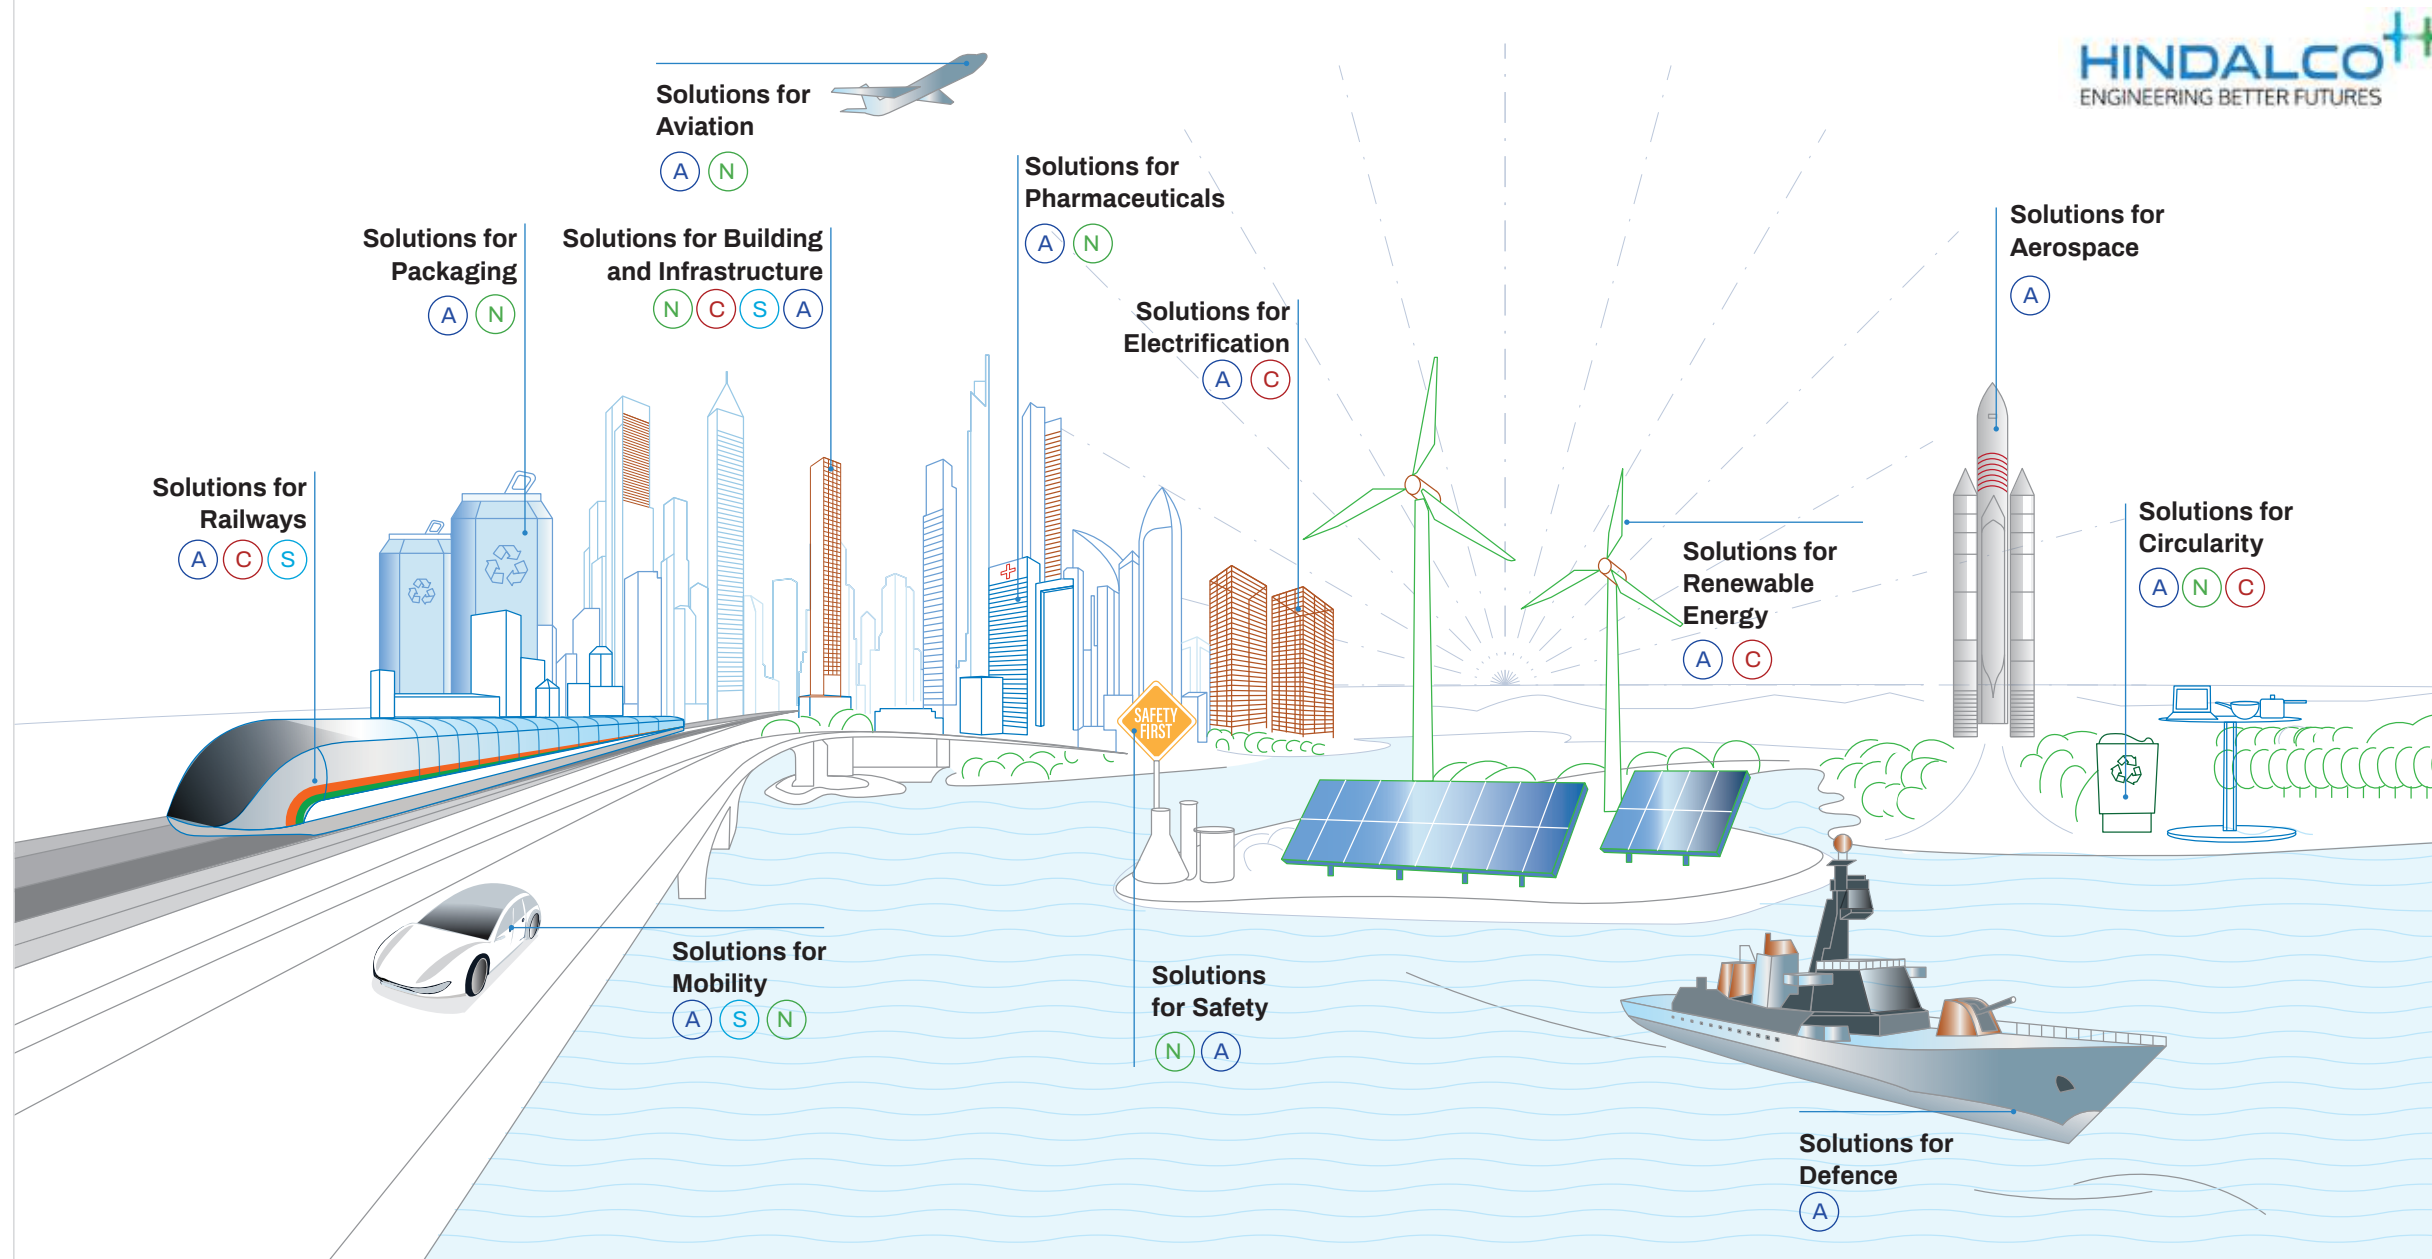 HINDALCO
ENGINEERING BETTER FUTURES
Solutions for
Aviation
A N
Solutions for
Pharmaceuticals
A N
Solutions for
Packaging
A N
Solutions for Building
and Infrastructure
N C S A
Solutions for
Aerospace
A
Solutions for
Electrification
A C
Solutions for
Railways
A C S
Solutions for
Renewable
Energy
A C
Solutions for
Circularity
A N C
SAFETY
FIRST
Solutions for
Mobility
A S N
Solutions
for Safety
N A
Solutions for
Defence
A